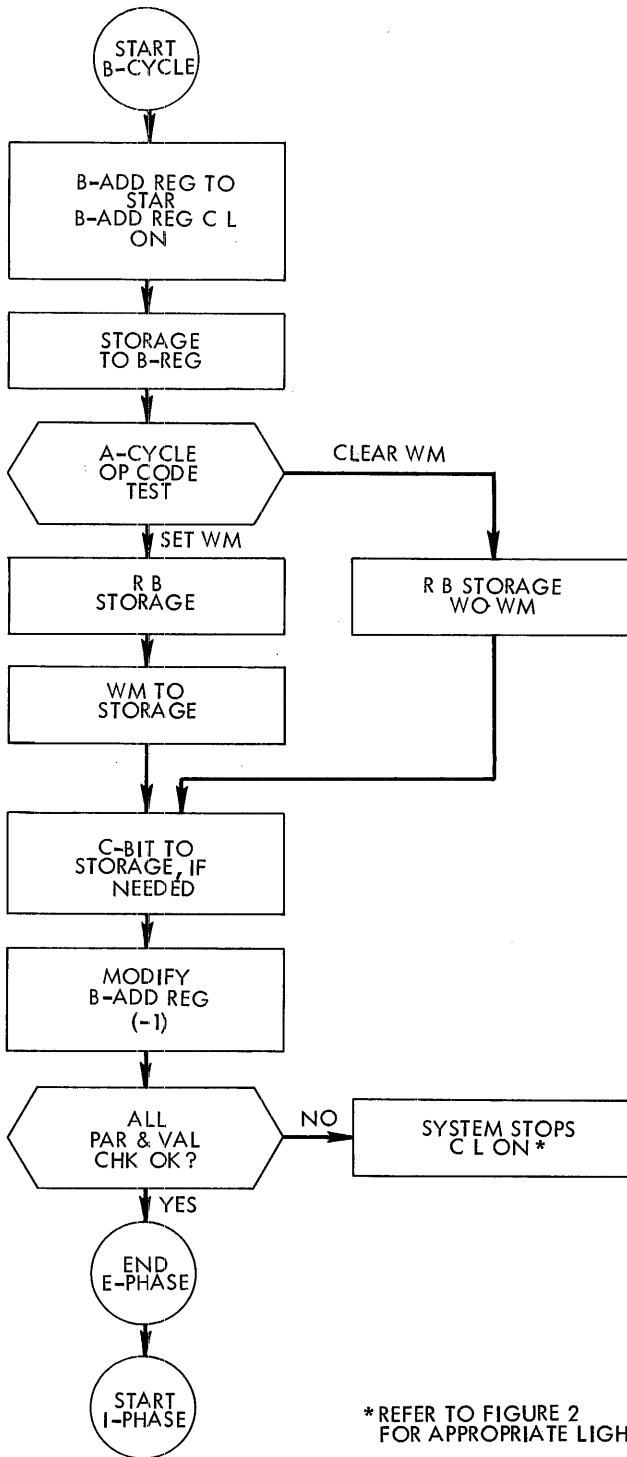 START
B-CYCLE
B-ADD REG TO
STAR
B-ADD REG C L
ON
STORAGE
TO B-REG
A-CYCLE
OP CODE
TEST
CLEAR WM
SET WM
R B
STORAGE
R B STORAGE
WO WM
WM TO
STORAGE
C-BIT TO
STORAGE, IF
NEEDED
MODIFY
B-ADD REG
(-1)
ALL
PAR & VAL
CHK OK?
NO
SYSTEM STOPS
C L ON *
YES
END
E-PHASE
START
I-PHASE
* REFER TO FIGURE 2
FOR APPROPRIATE LIGH